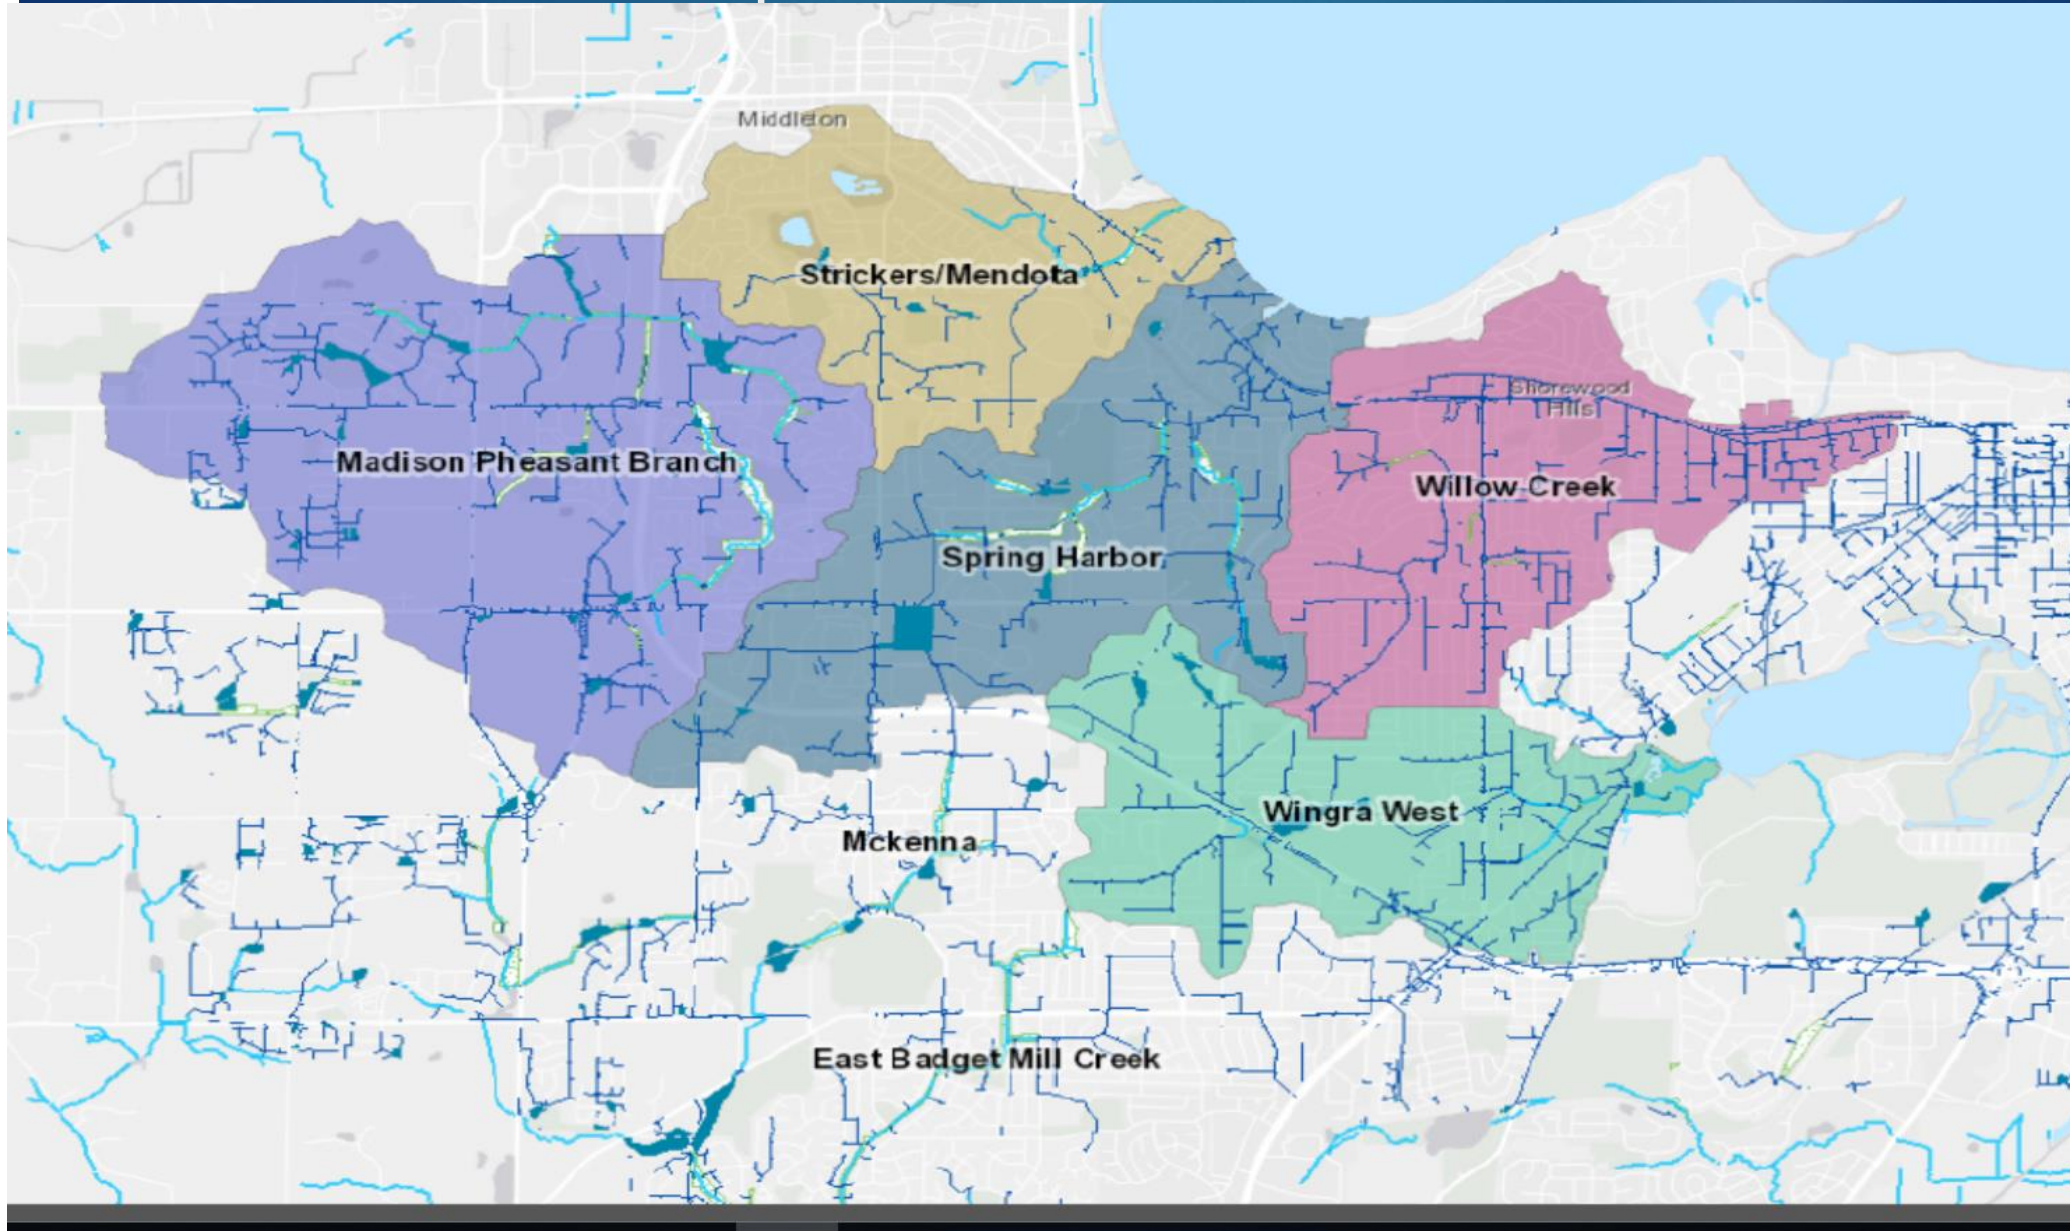 Middleton
Strickers/Mendota
Shorewood
Hills
Madison Pheasant Branch
Willow Creek
Spring Harbor
Wingra West
Mckenna
East Badget Mill Creek